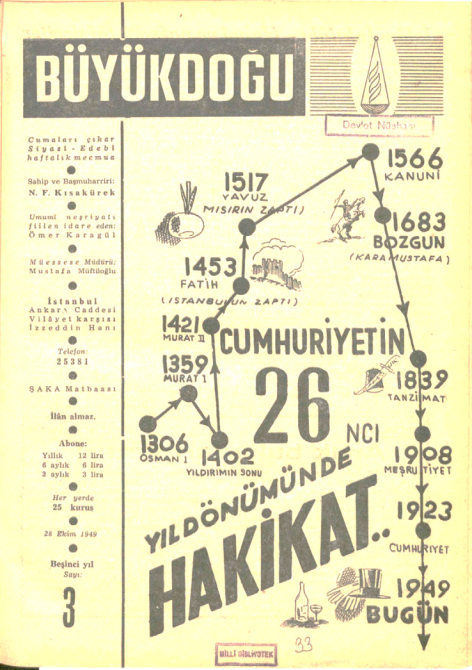 BÜYÜKDOĞU
Cumaları çıkar
Siyasi - Edebi
haftalık mecmua
Sahip ve Başmuharriri:
N. F. Kısakürek
Umumî neşriyatı
fiilen idare eden:
Ömer Karagül
Müessese Müdürü:
Mustafa Müftüoğlu
İstanbul
Ankara Caddesi
Vilâyet karşısı
İzzeddin Hanı
Telefon:
25381
ŞAKA Matbaası
İlân almaz.
Abone:
Yıllık 12 lira
6 aylık 6 lira
3 aylık 3 lira
Her yerde
25 kuruş
28 Ekim 1949
Beşinci yıl
Sayı:
3
1566
KANUNİ
1517
YAVUZ
MISIRIN ZAPTI)
1683
BOZGUN
(KARAMUSTAFA)
1453
FATİH
(İSTANBULUN ZAPTI)
1421
MURAT II
1359
MURAT I
1306
OSMAN I
1402
YILDIRIMIN SONU
1839
TANZİMAT
1908
MEŞRUTİYET
1923
CUMHURİYET
1949
BUGÜN
CUMHURİYETİN
26 NCI
YILDÖNÜMÜNDE
HAKİKAT..
MİLLİ BİBLİYOTEK
33